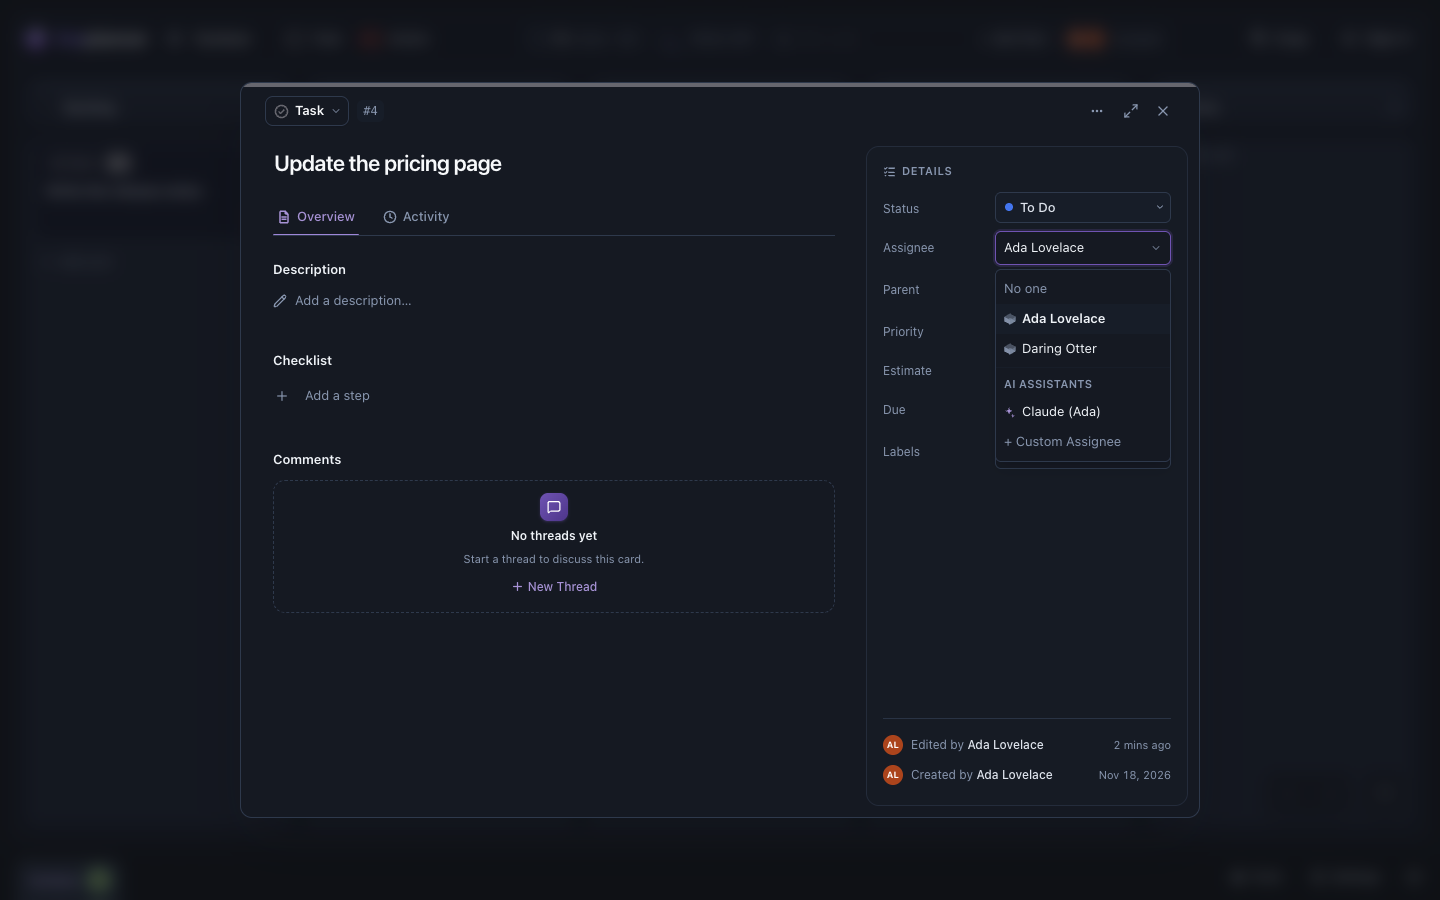 Task
#4
Update the pricing page
Overview
Activity
Description
Add a description...
Checklist
Add a step
Comments
No threads yet
Start a thread to discuss this card.
+ New Thread
DETAILS
Status
To Do
Assignee
Ada Lovelace
No one
Ada Lovelace
Daring Otter
AI ASSISTANTS
Claude (Ada)
+ Custom Assignee
Parent
Priority
Estimate
Due
Labels
AL
Edited by Ada Lovelace
2 mins ago
AL
Created by Ada Lovelace
Nov 18, 2026